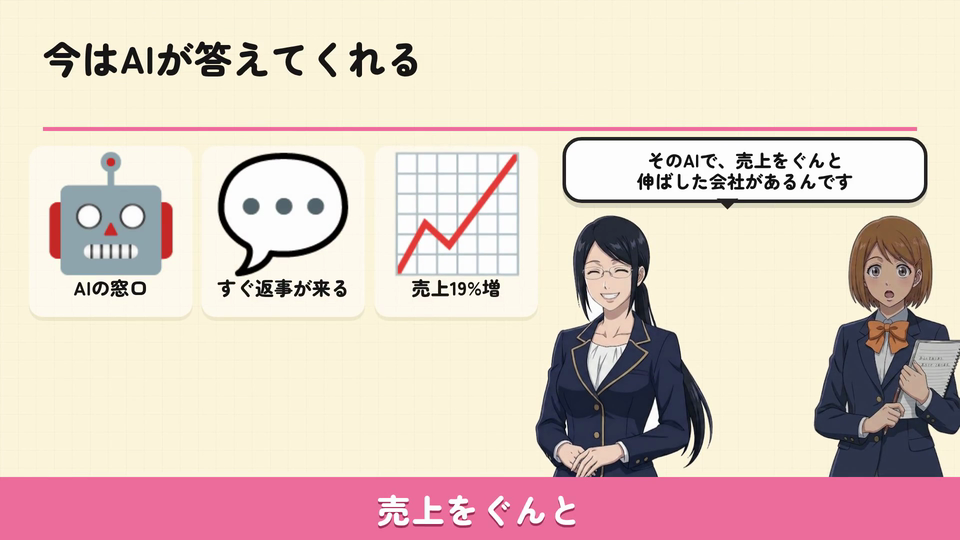 今はAIが答えてくれる
そのAIで、売上をぐんと
伸ばした会社があるんです
AIの窓口
すぐ返事が来る
売上19%増
売上をぐんと